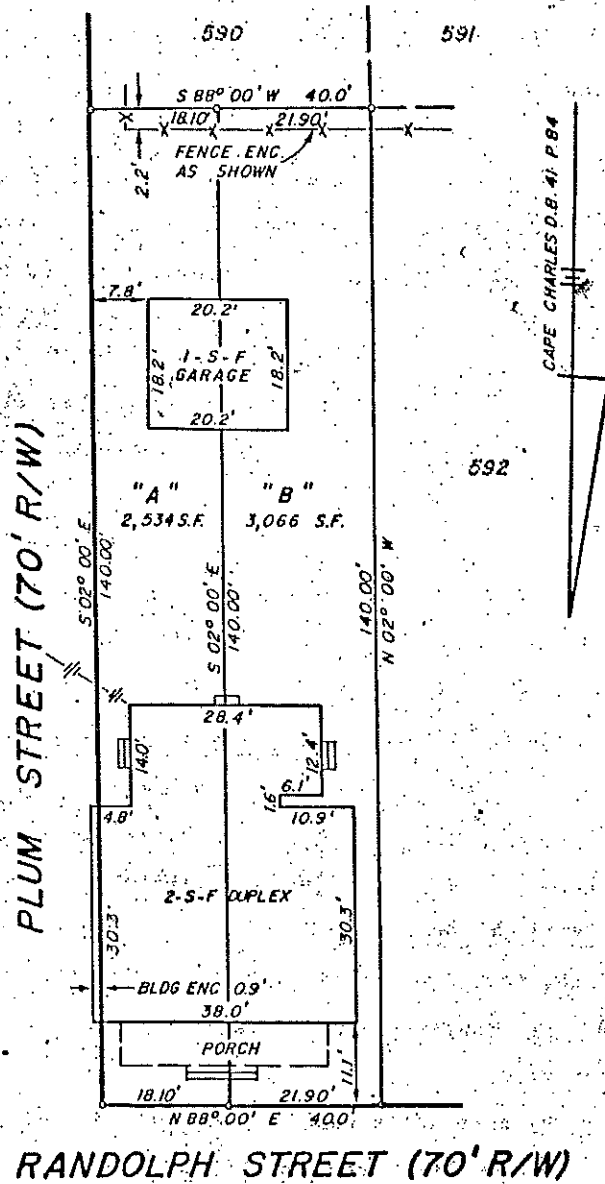 590
591
S 88° 00' W 40.0'
18.10' 21.90'
FENCE ENC.
AS SHOWN
2.2'
CAPE CHARLES D.B. 41 P. 84
7.8'
20.2'
1-S-F
GARAGE
18.2'
18.2'
20.2'
592
"A"
2,534 S.F.
"B"
3,066 S.F.
S 02° 00' E
140.00'
S 02° 00' E
140.00'
140.00'
N 02° 00' W
PLUM STREET (70' R/W)
28.4'
14.0'
12.4'
6.1'
1.6'
4.8'
10.9'
2-S-F DUPLEX
30.3'
30.3'
BLDG ENC 0.9'
38.0'
PORCH
11.1'
18.10' 21.90'
N 88° 00' E 40.0'
RANDOLPH STREET (70' R/W)